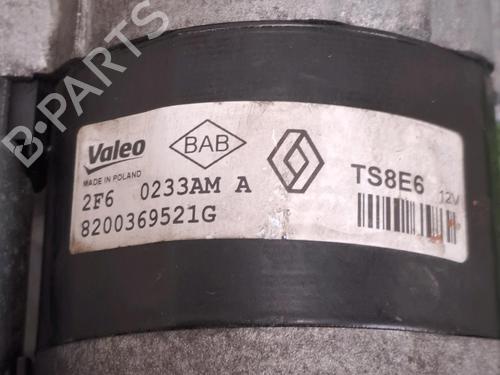 B-PARTS
Valeo
BAB
MADE IN POLAND
TS8E6
12V
2F6 0233AM A
8200369521G